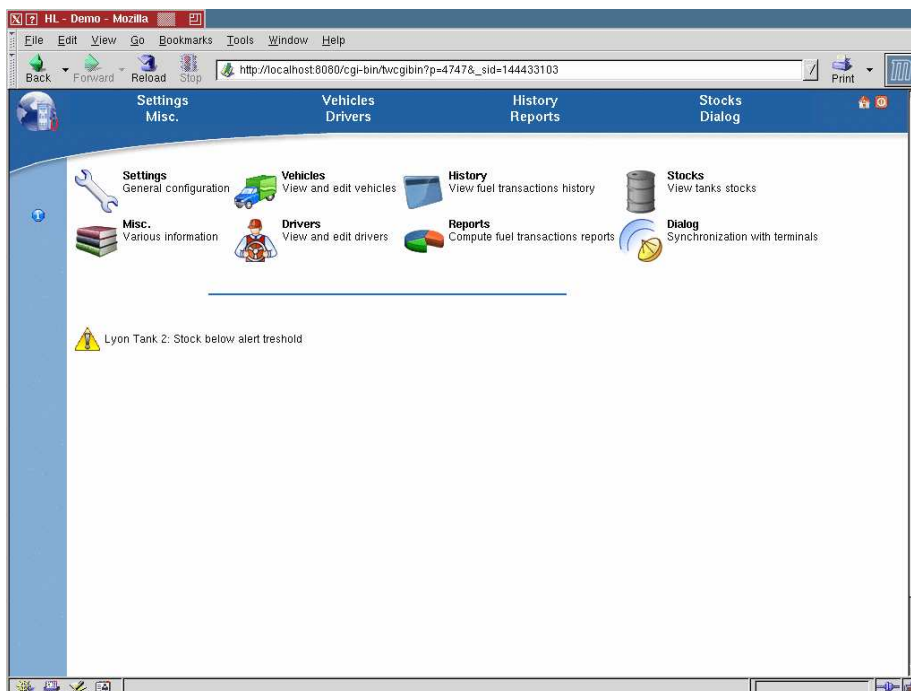 HL - Demo - Mozilla
File Edit View Go Bookmarks Tools Window Help
Back Forward Reload Stop http://localhost:8080/cgi-bin/twcgibin?p=4747&_sid=144433103 Print
Settings Vehicles History Stocks
Misc. Drivers Reports Dialog
Settings Vehicles History Stocks
General configuration View and edit vehicles View fuel transactions history View tanks stocks
Misc. Drivers Reports Dialog
Various information View and edit drivers Compute fuel transactions reports Synchronization with terminals
Lyon Tank 2: Stock below alert treshold